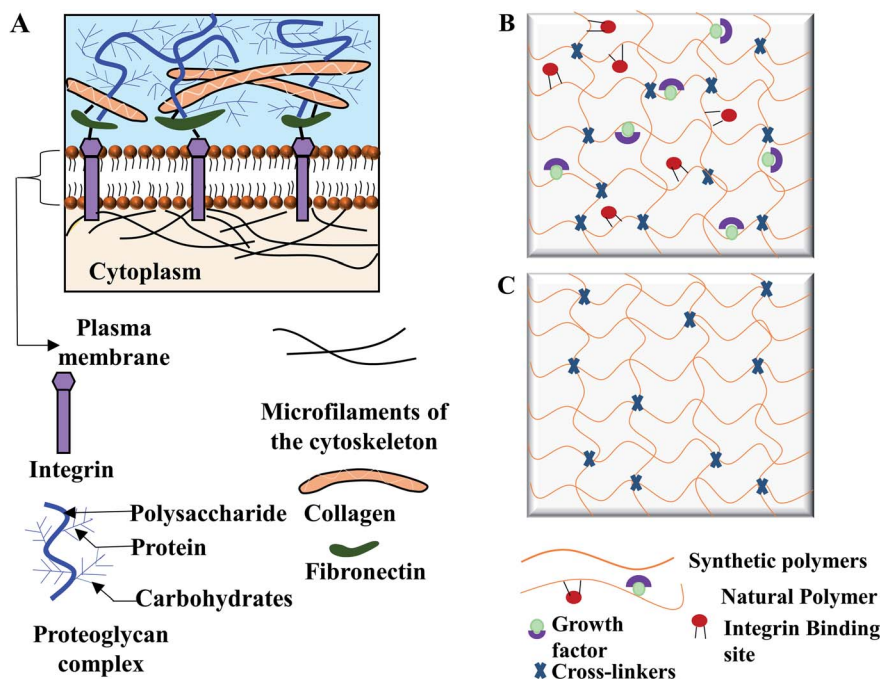 A
Cytoplasm
Plasma
membrane
Integrin
Polysaccharide
Protein
Carbohydrates
Proteoglycan
complex
Microfilaments of
the cytoskeleton
Collagen
Fibronectin
B
C
Synthetic polymers
Natural Polymer
Growth
factor
Integrin Binding
site
Cross-linkers